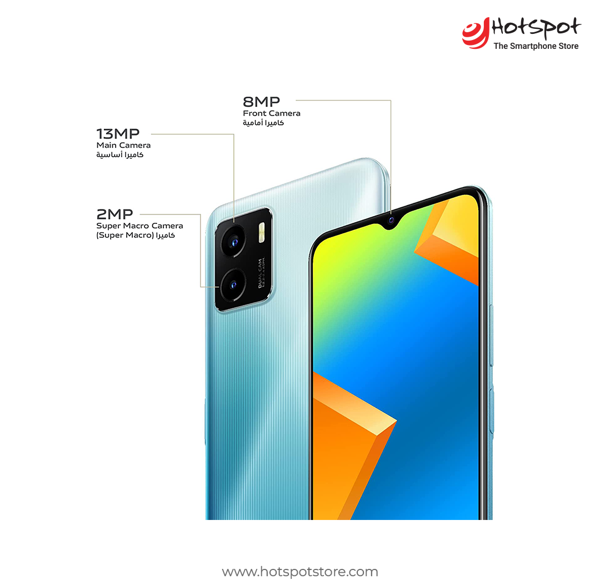 Hotspot
The Smartphone Store
8MP
Front Camera
كاميرا أمامية
13MP
Main Camera
كاميرا أساسية
2MP
Super Macro Camera
(Super Macro) كاميرا
www.hotspotstore.com